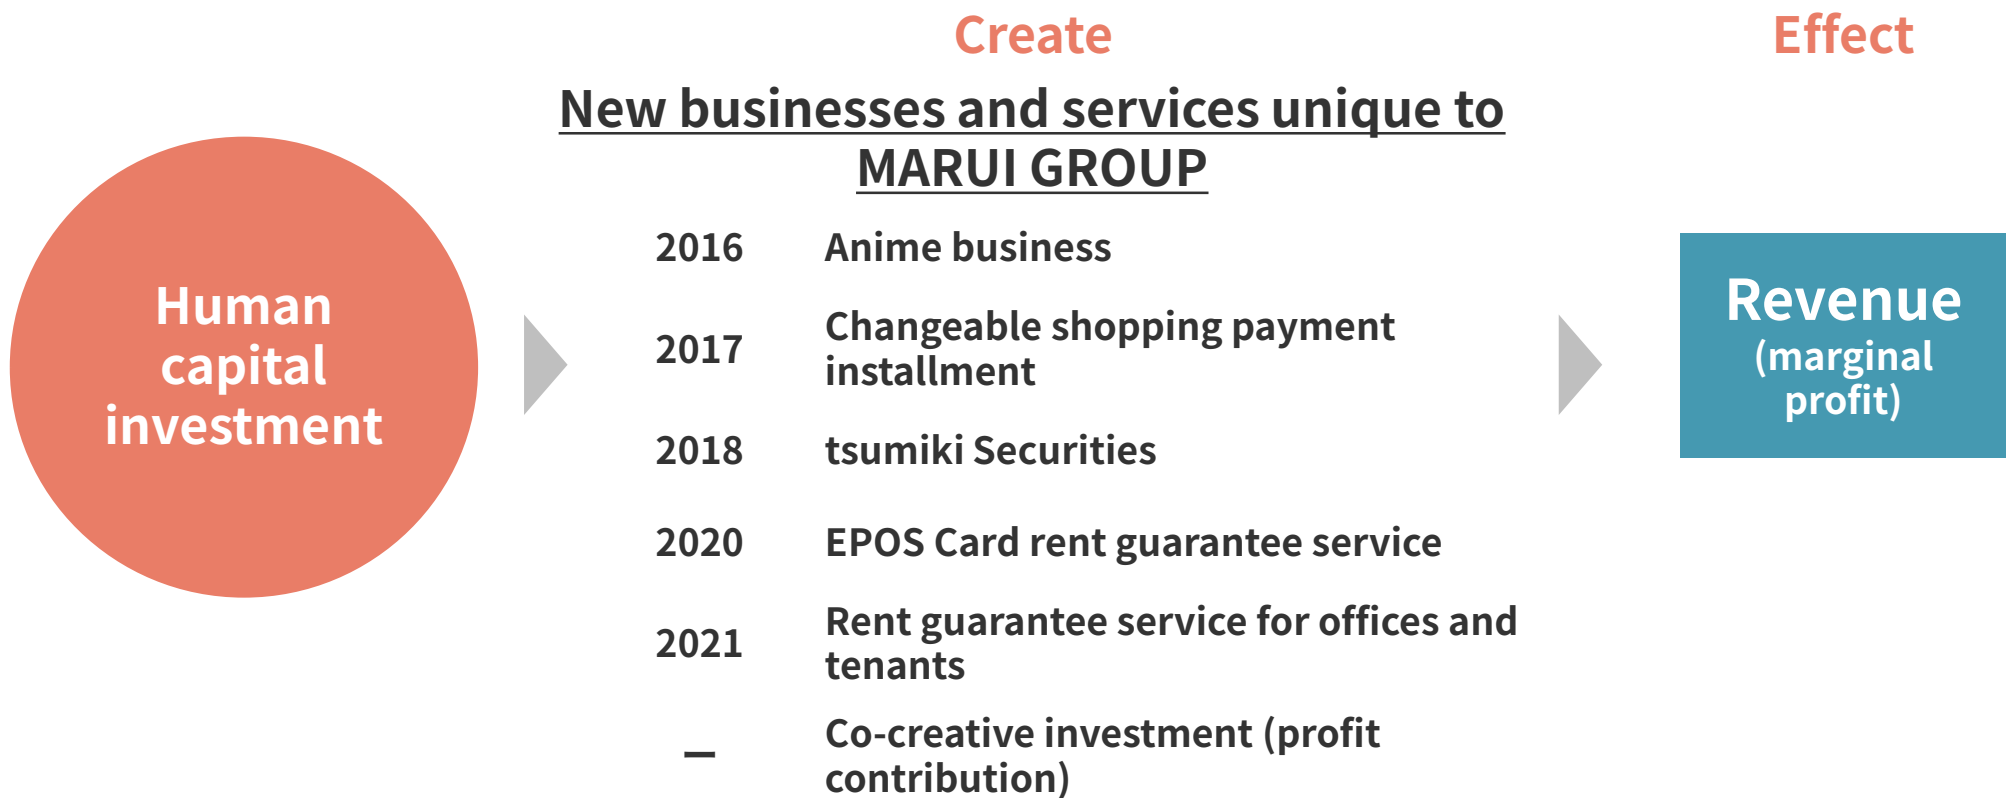 Create
Effect
New businesses and services unique to
MARUI GROUP
Human
capital
investment
2016 Anime business
2017 Changeable shopping payment
installment
2018 tsumiki Securities
2020 EPOS Card rent guarantee service
2021 Rent guarantee service for offices and
tenants
– Co-creative investment (profit
contribution)
Revenue
(marginal
profit)